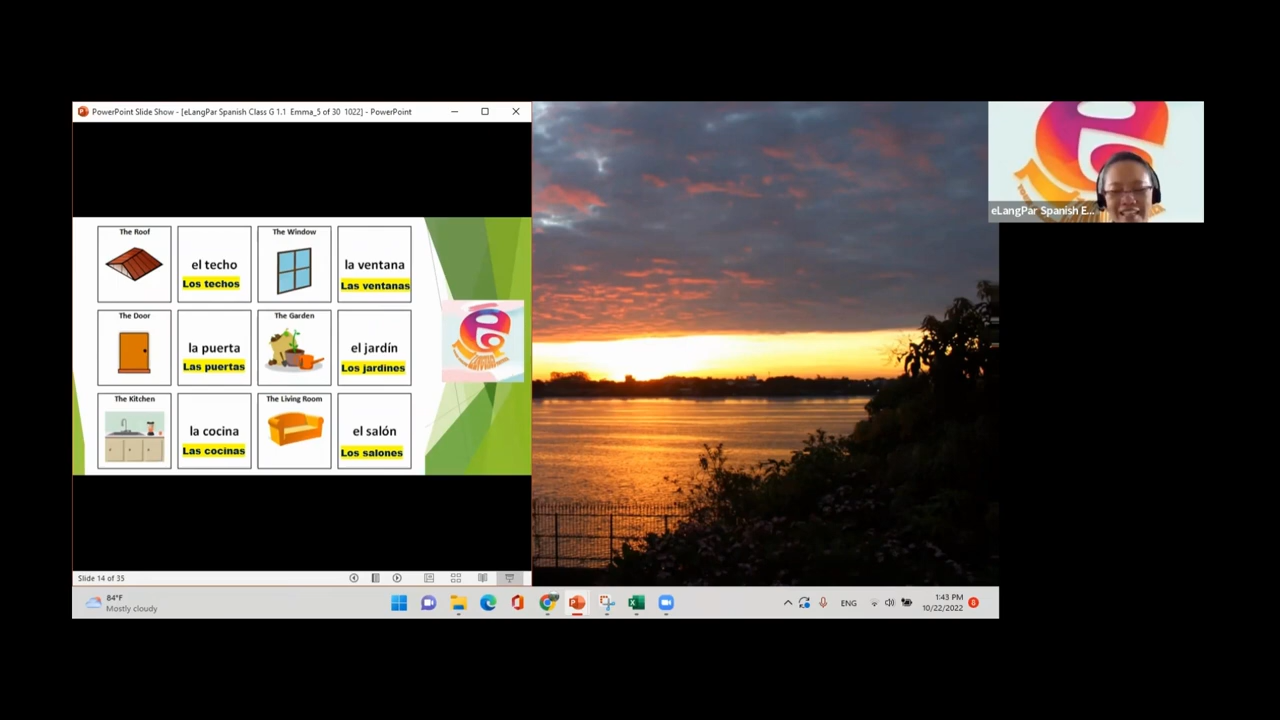 PowerPoint Slide Show - [eLangPar Spanish Class G 1.1 Emma_5 of 30 1022] - PowerPoint
The Roof
el techo
Los techos
The Window
la ventana
Las ventanas
The Door
la puerta
Las puertas
The Garden
el jardín
Los jardines
The Kitchen
la cocina
Las cocinas
The Living Room
el salón
Los salones
Slide 14 of 35
eLangPar Spanish E...
84°F
Mostly cloudy
ENG
1:43 PM
10/22/2022
8